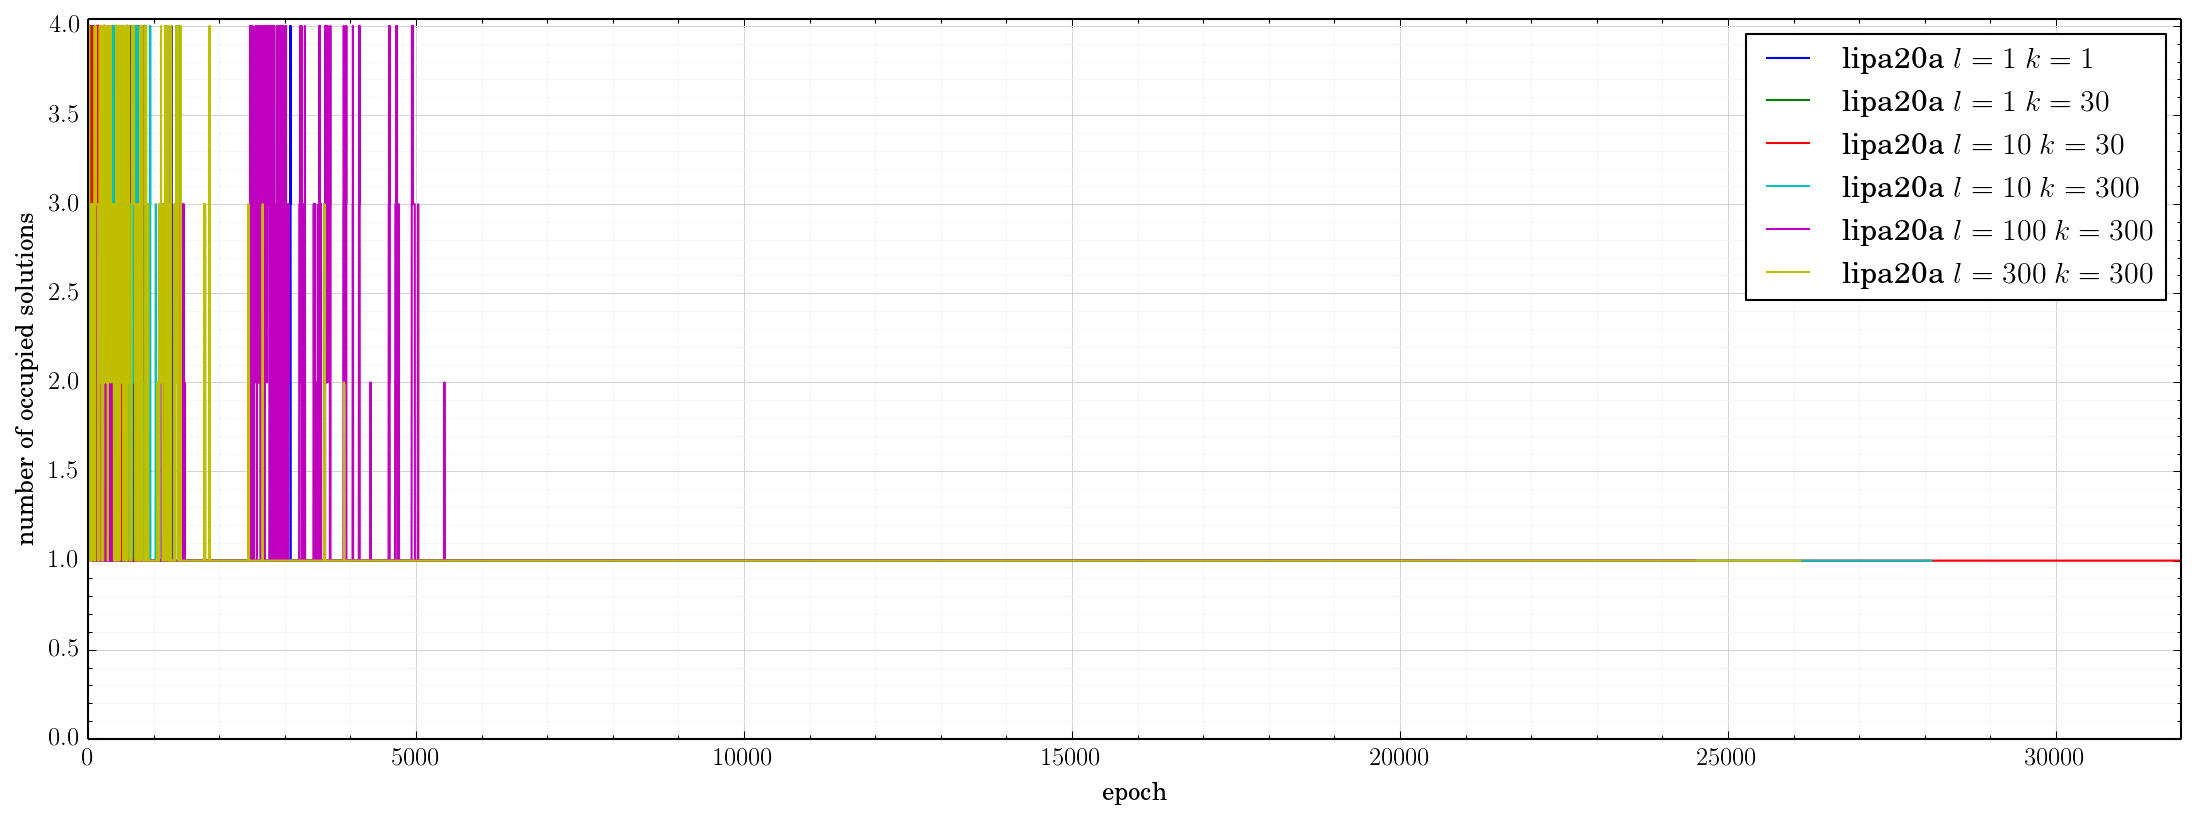 4.0
3.5
3.0
2.5
2.0
1.5
1.0
0.5
0.0
number of occupied solutions
0
5000
10000
15000
20000
25000
30000
epoch
lipa20a l = 1 k = 1
lipa20a l = 1 k = 30
lipa20a l = 10 k = 30
lipa20a l = 10 k = 300
lipa20a l = 100 k = 300
lipa20a l = 300 k = 300